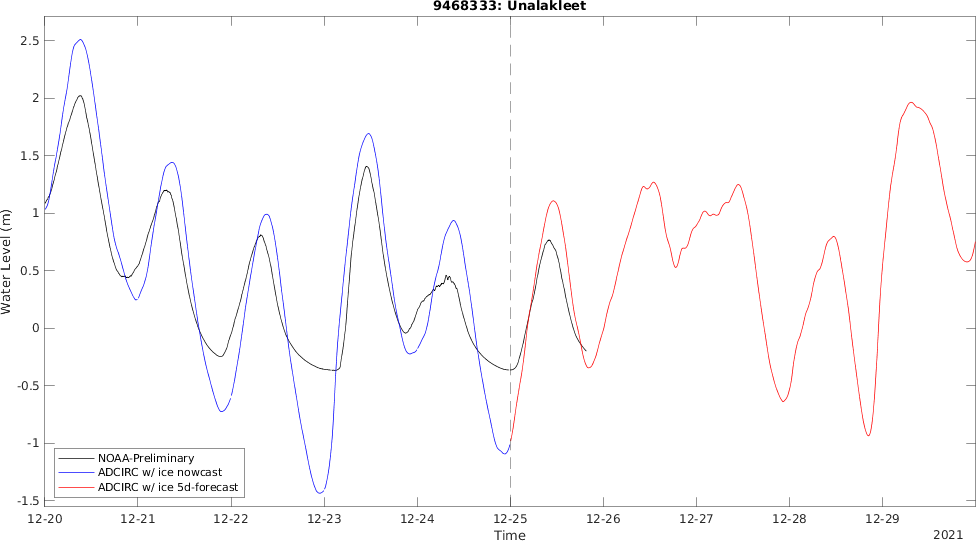 9468333: Unalakleet
Water Level (m)
2.5
2
1.5
1
0.5
0
-0.5
-1
-1.5
NOAA-Preliminary
ADCIRC w/ ice nowcast
ADCIRC w/ ice 5d-forecast
12-20 12-21 12-22 12-23 12-24 12-25 12-26 12-27 12-28 12-29
Time
2021